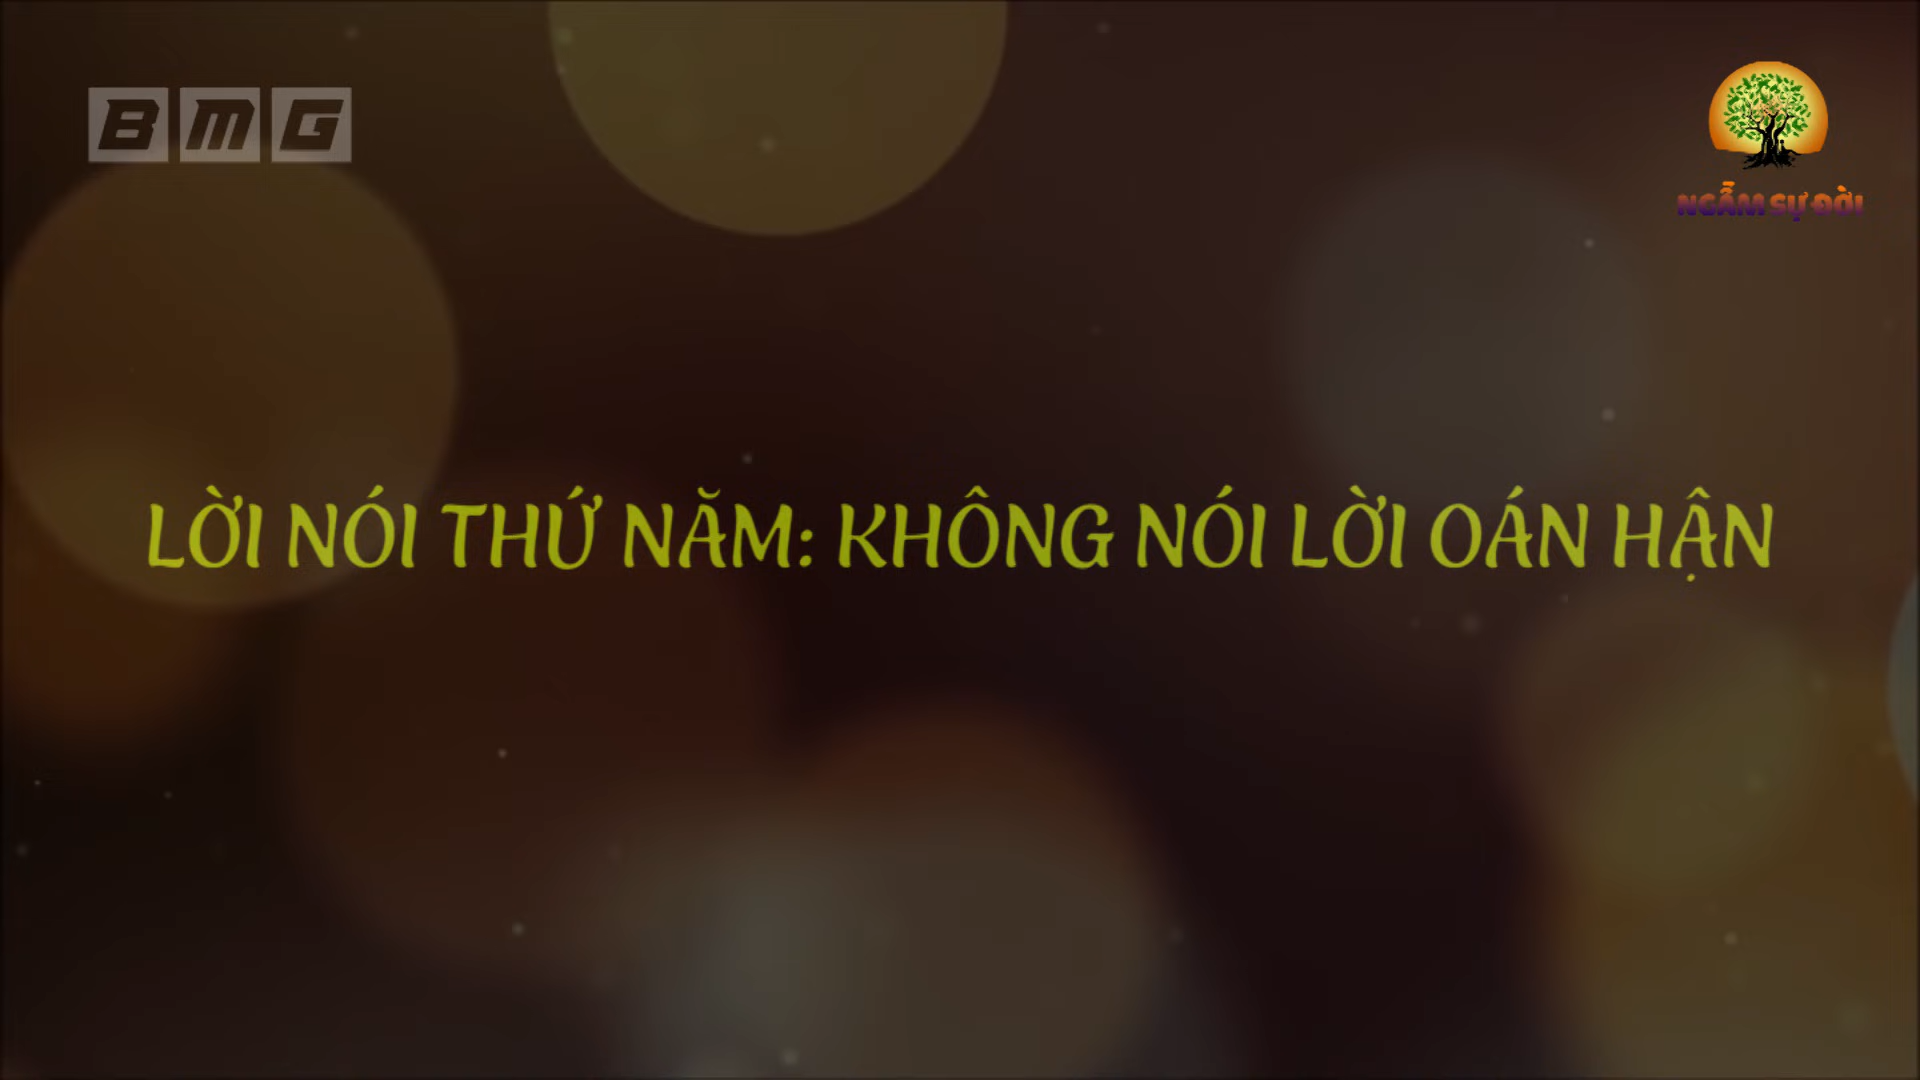 BMG
NGẪM SỰ ĐỜI
LỜI NÓI THỨ NĂM: KHÔNG NÓI LỜI OÁN HẬN